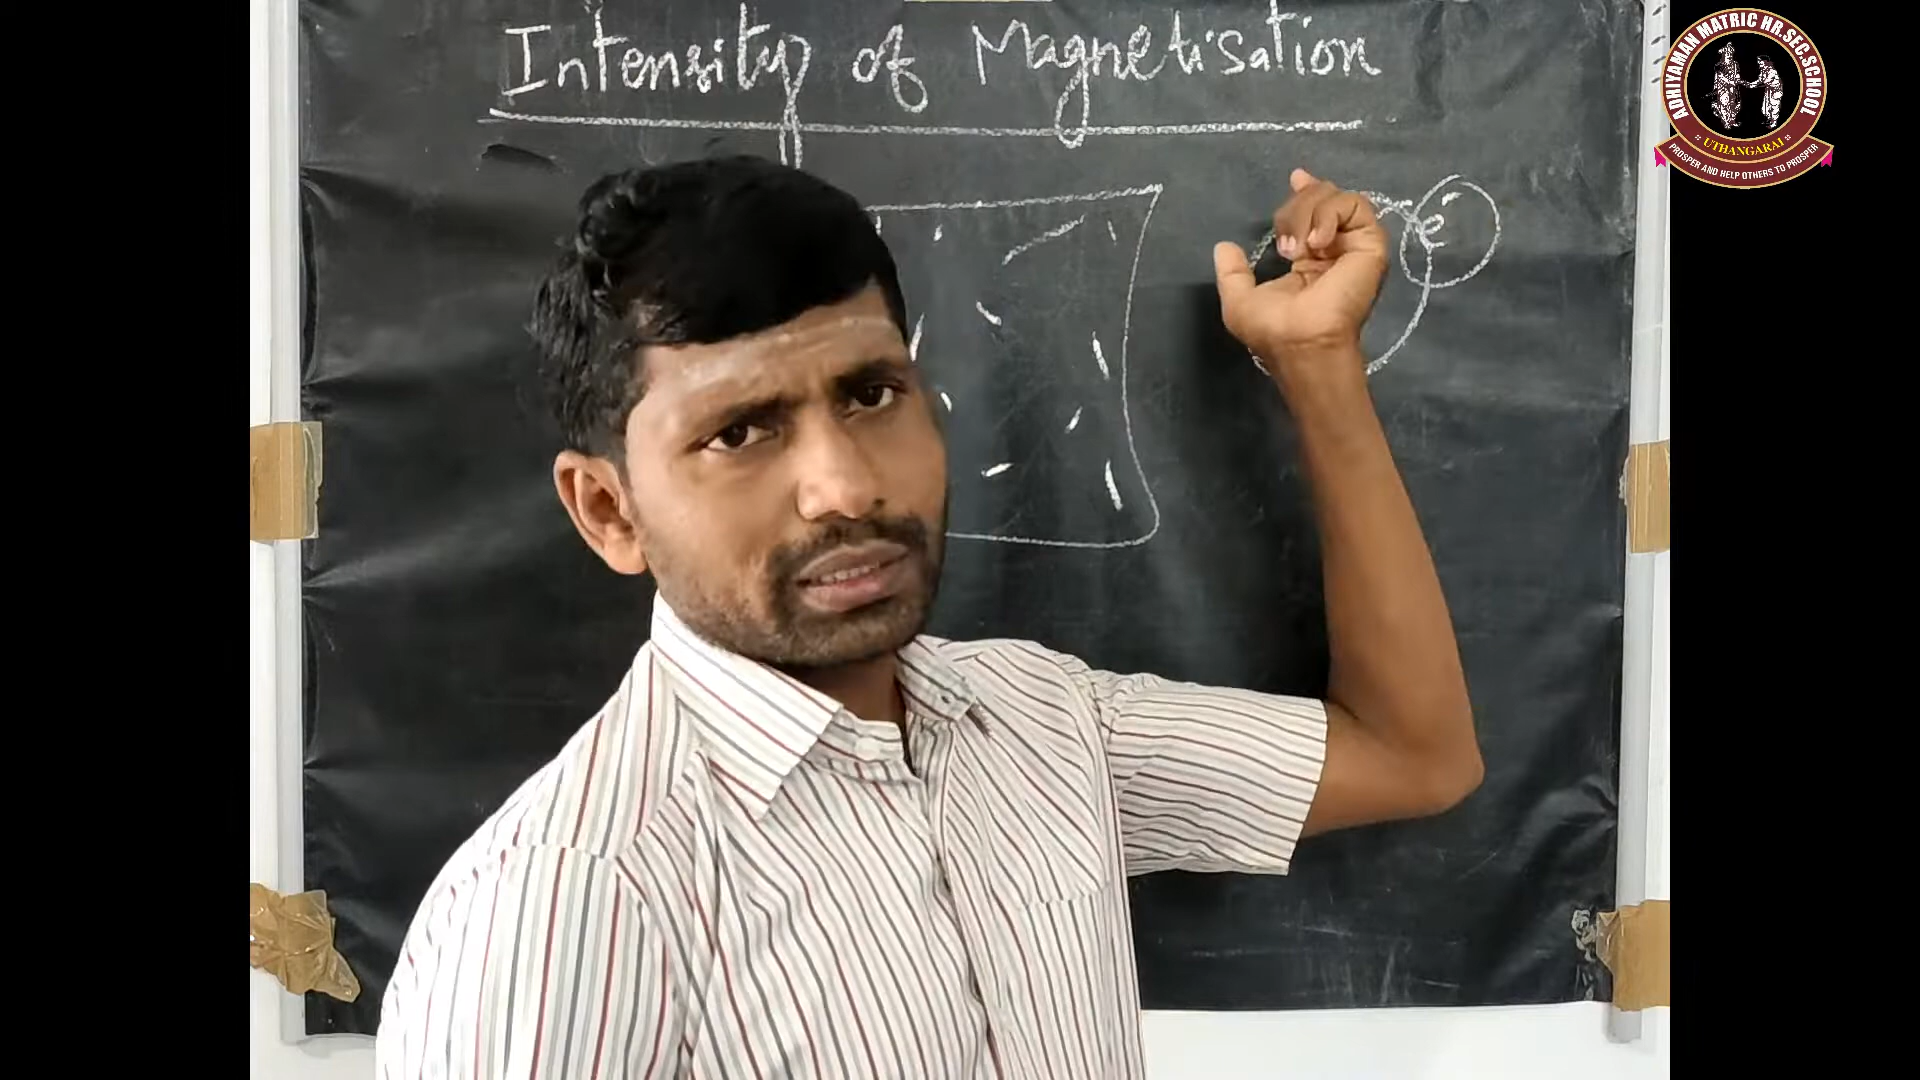 Intensity of Magnetisation
e-
ADHIYAMAN MATRIC HR.SEC.SCHOOL
:: UTHANGARAI ::
PROSPER AND HELP OTHERS TO PROSPER